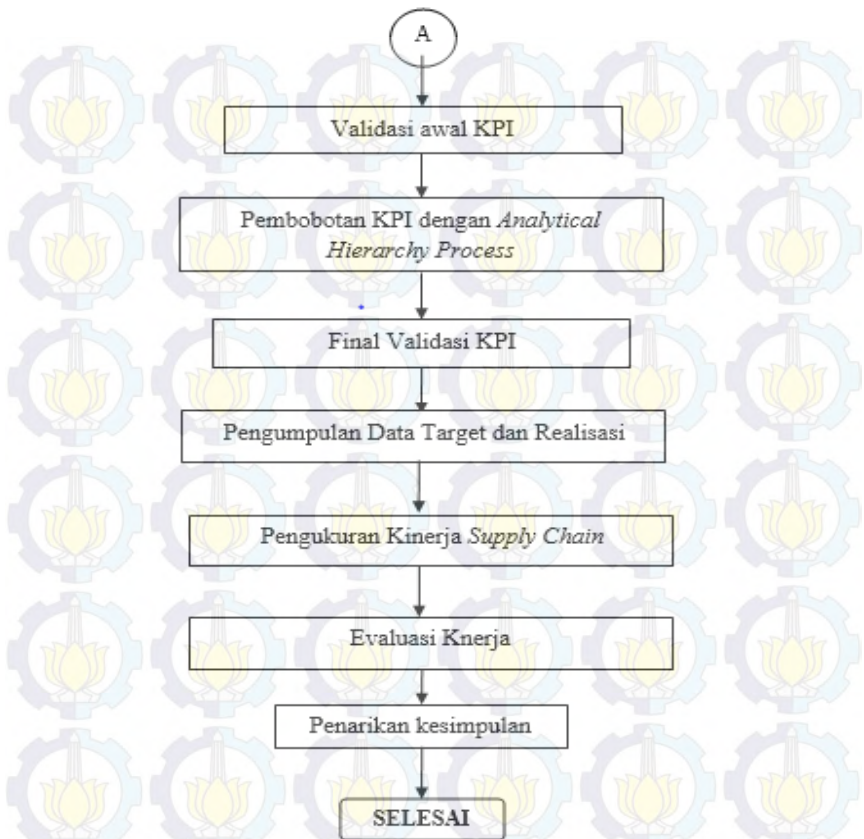 A
Validasi awal KPI
Pembobotan KPI dengan Analytical
Hierarchy Process
Final Validasi KPI
Pengumpulan Data Target dan Realisasi
Pengukuran Kinerja Supply Chain
Evaluasi Knerja
Penarikan kesimpulan
SELESAI